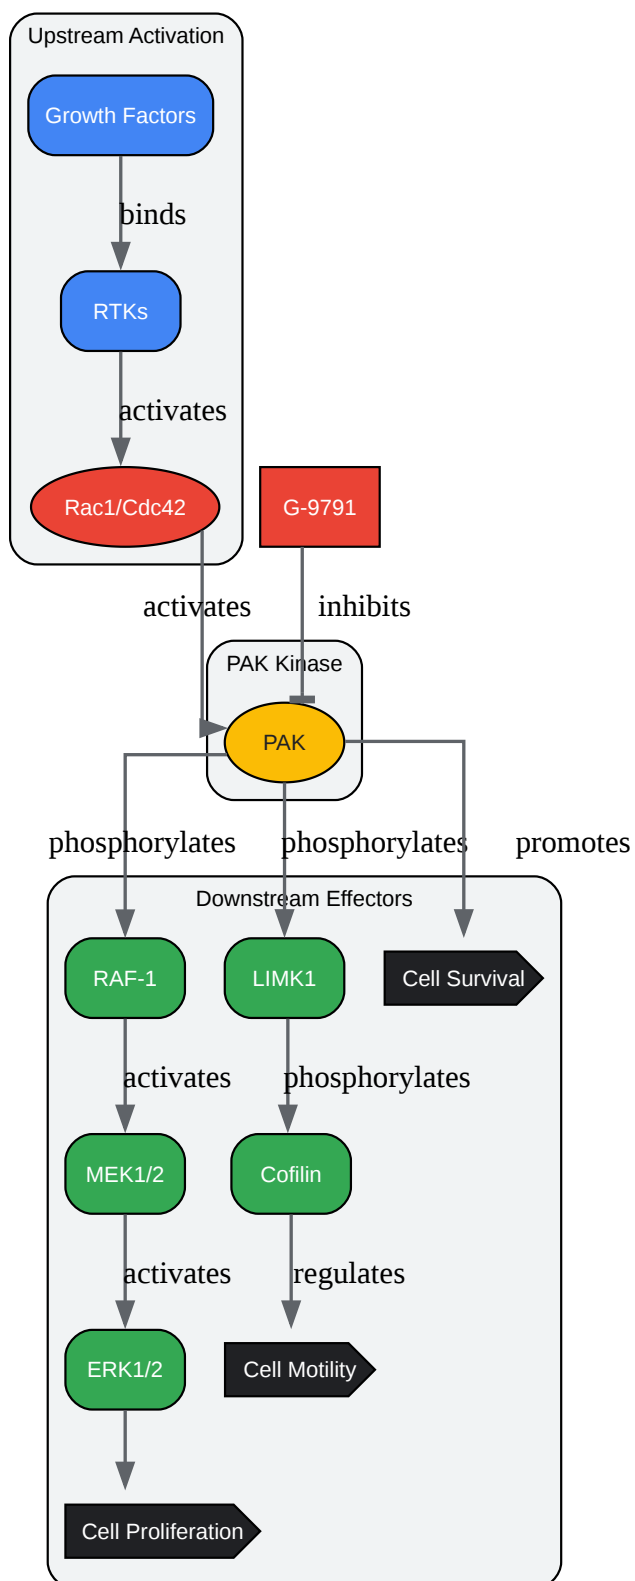 Upstream Activation
Growth Factors
binds
RTKs
activates
Rac1/Cdc42
G-9791
activates
inhibits
PAK Kinase
PAK
phosphorylates
phosphorylates
promotes
Downstream Effectors
RAF-1
LIMK1
Cell Survival
activates
phosphorylates
MEK1/2
Cofilin
activates
regulates
ERK1/2
Cell Motility
Cell Proliferation